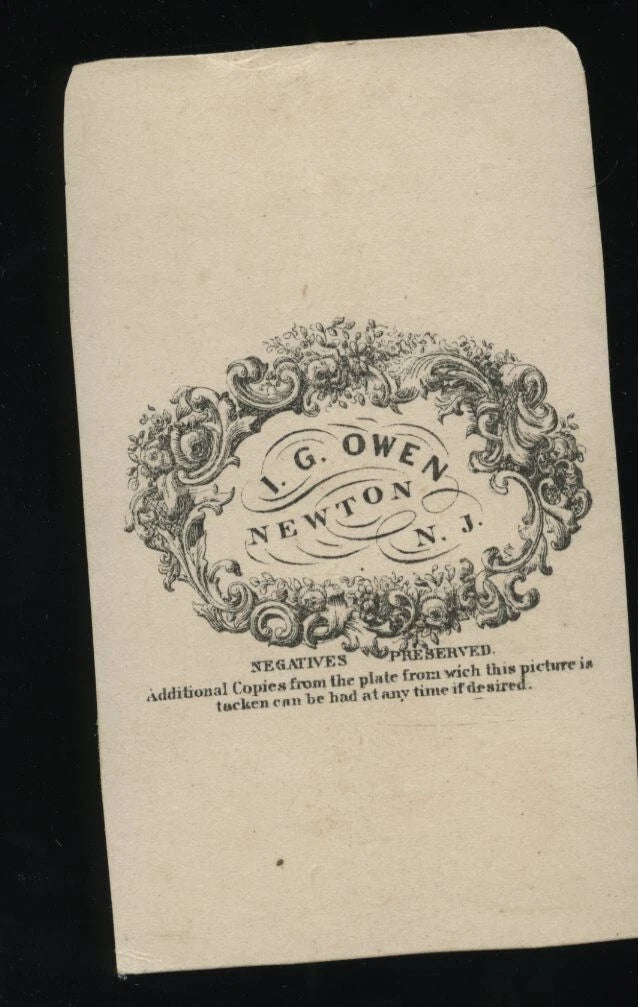 I. G. OWEN
NEWTON
N. J.
NEGATIVES PRESERVED.
Additional Copies from the plate from wich this picture is
tacken can be had at any time if desired.